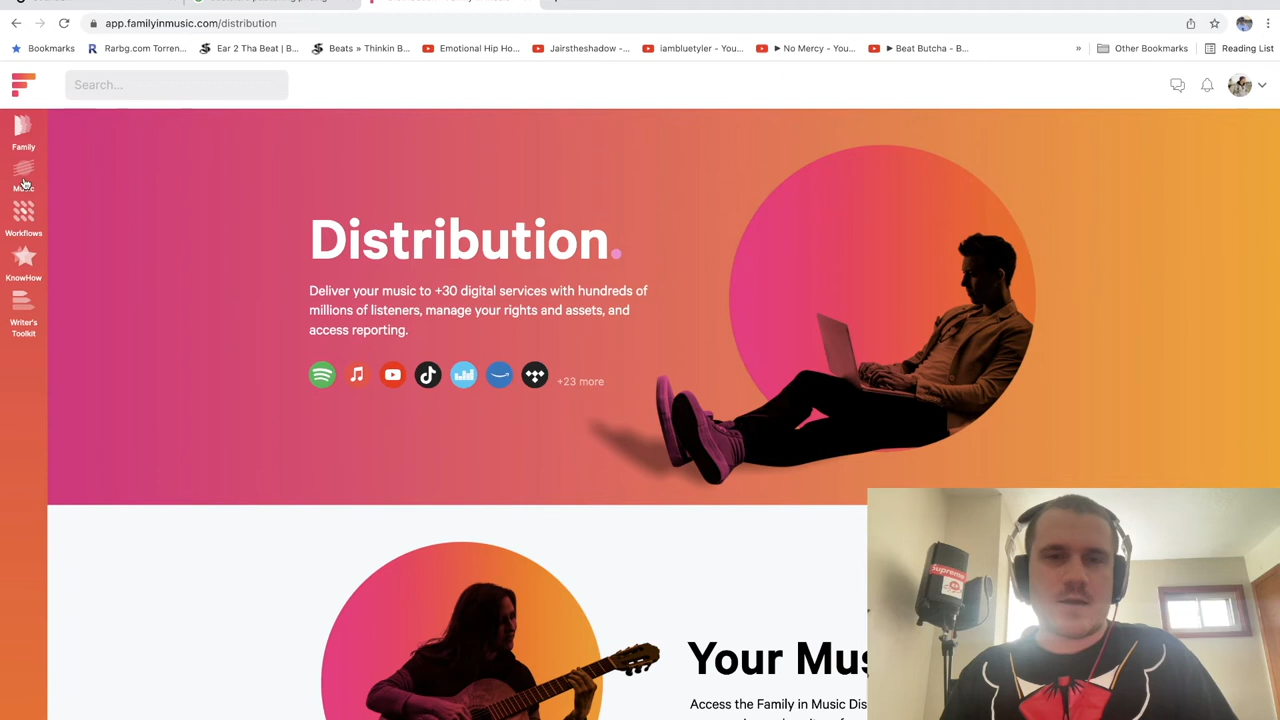 app.familyinmusic.com/distribution
Bookmarks
Rarbg.com Torren...
Ear 2 Tha Beat | B...
Beats » Thinkin B...
Emotional Hip Ho...
Jairstheshadow -...
iambluetyler - You...
▶ No Mercy - You...
▶ Beat Butcha - B...
»
Other Bookmarks
Reading List
Search...
Family
Music
Workflows
KnowHow
Writer's
Toolkit
Distribution.
Deliver your music to +30 digital services with hundreds of
millions of listeners, manage your rights and assets, and
access reporting.
+23 more
Your Mus
Access the Family in Music Dis
Supreme